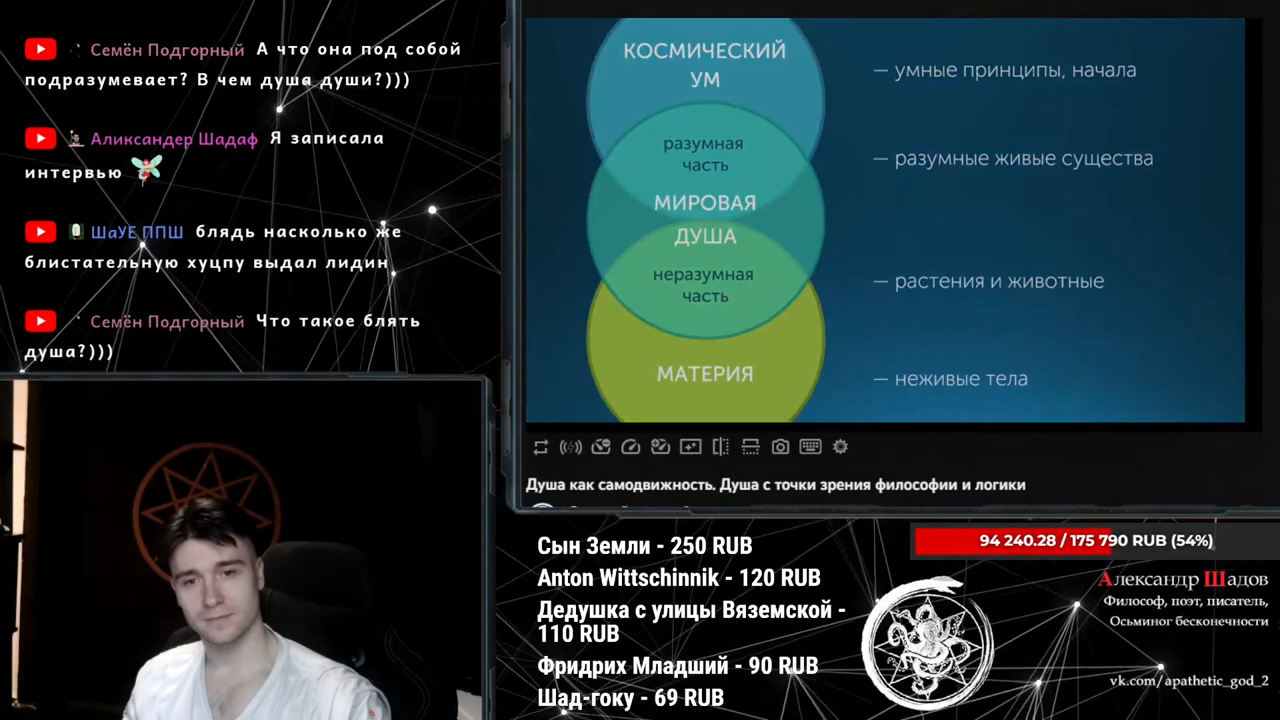 Семён Подгорный А что она под собой
подразумевает? В чем душа души?)))
Аликсандер Шадаф Я записала
интервью
ШаУЕ ППШ блядь насколько же
блистательную хуцпу выдал лидин
Семён Подгорный Что такое блять
душа?)))
КОСМИЧЕСКИЙ
УМ
— умные принципы, начала
разумная
часть
— разумные живые существа
МИРОВАЯ
ДУША
неразумная
часть
— растения и животные
МАТЕРИЯ
— неживые тела
Душа как самодвижность. Душа с точки зрения философии и логики
Сын Земли - 250 RUB
Anton Wittschinnik - 120 RUB
Дедушка с улицы Вяземской -
110 RUB
Фридрих Младший - 90 RUB
Шад-гоку - 69 RUB
94 240.28 / 175 790 RUB (54%)
Александр Шадов
Философ, поэт, писатель,
Осьминог бесконечности
vk.com/apathetic_god_2